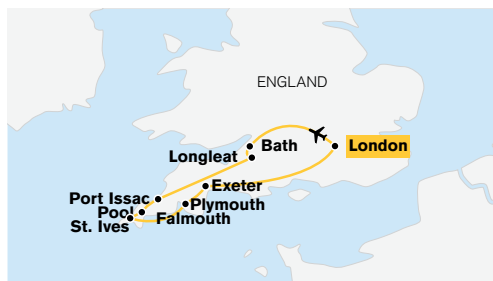 ENGLAND
Bath
London
Longleat
Exeter
Port Issac
Plymouth
Pool
Falmouth
St. Ives